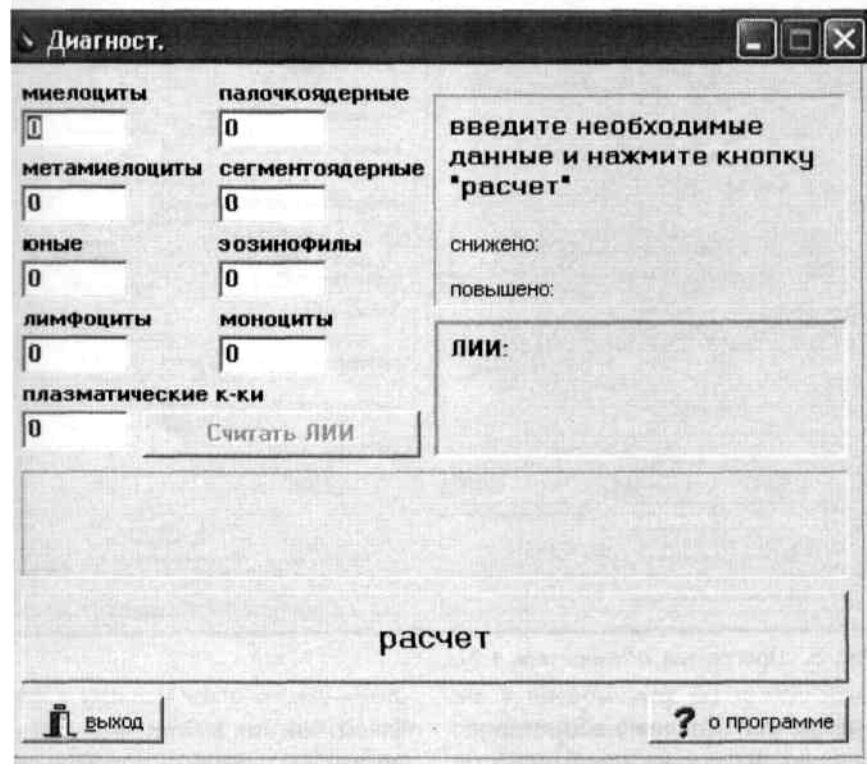 Диагност.
миелоциты палочкоядерные
0 0
метамиелоциты сегментоядерные
0 0
юные эозинофилы
0 0
лимфоциты моноциты
0 0
плазматические к-ки
0 Считать ЛИИ
введите необходимые
данные и нажмите кнопку
"расчет"
снижено:
повышено:
ЛИИ:
расчет
выход
? о программе